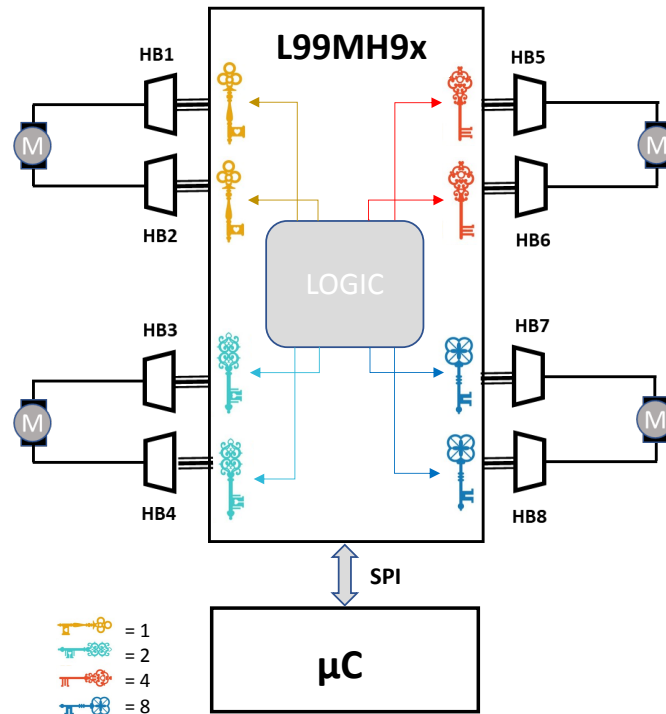 L99MH9x
HB1
HB5
M
M
HB2
HB6
LOGIC
HB3
HB7
M
M
HB4
HB8
SPI
µC
= 1
= 2
= 4
= 8